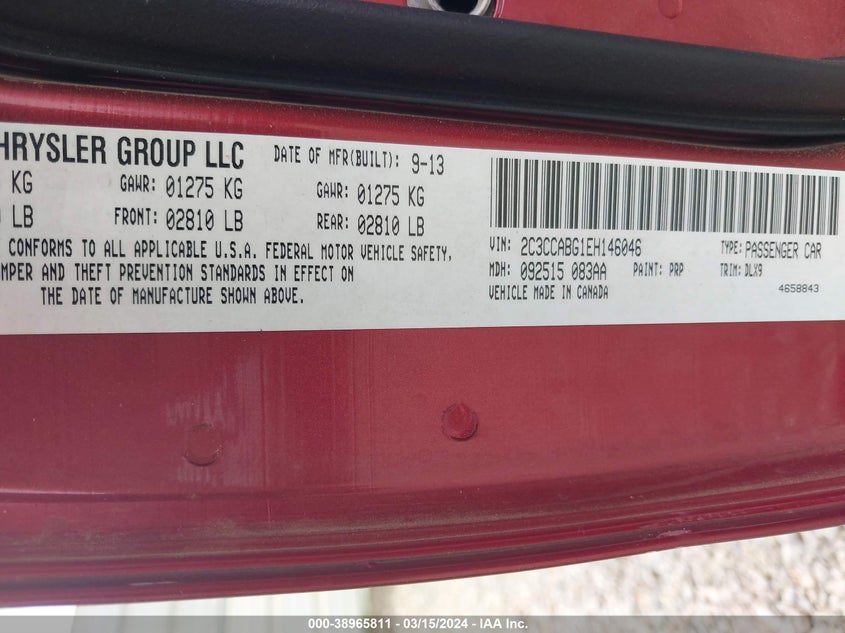 HRYSLER GROUP LLC DATE OF MFR(BUILT): 9-13
KG GAWR: 01275 KG GAWR: 01275 KG
LB FRONT: 02810 LB REAR: 02810 LB
CONFORMS TO ALL APPLICABLE U.S.A. FEDERAL MOTOR VEHICLE SAFETY,
MPER AND THEFT PREVENTION STANDARDS IN EFFECT ON
THE DATE OF MANUFACTURE SHOWN ABOVE.
VIN: 2C3CCABG1EH146046 TYPE: PASSENGER CAR
MDH: 092515 083AA PAINT: PRP TRIM: DLX9
VEHICLE MADE IN CANADA 4658843
000-38965811 - 03/15/2024 - IAA Inc.